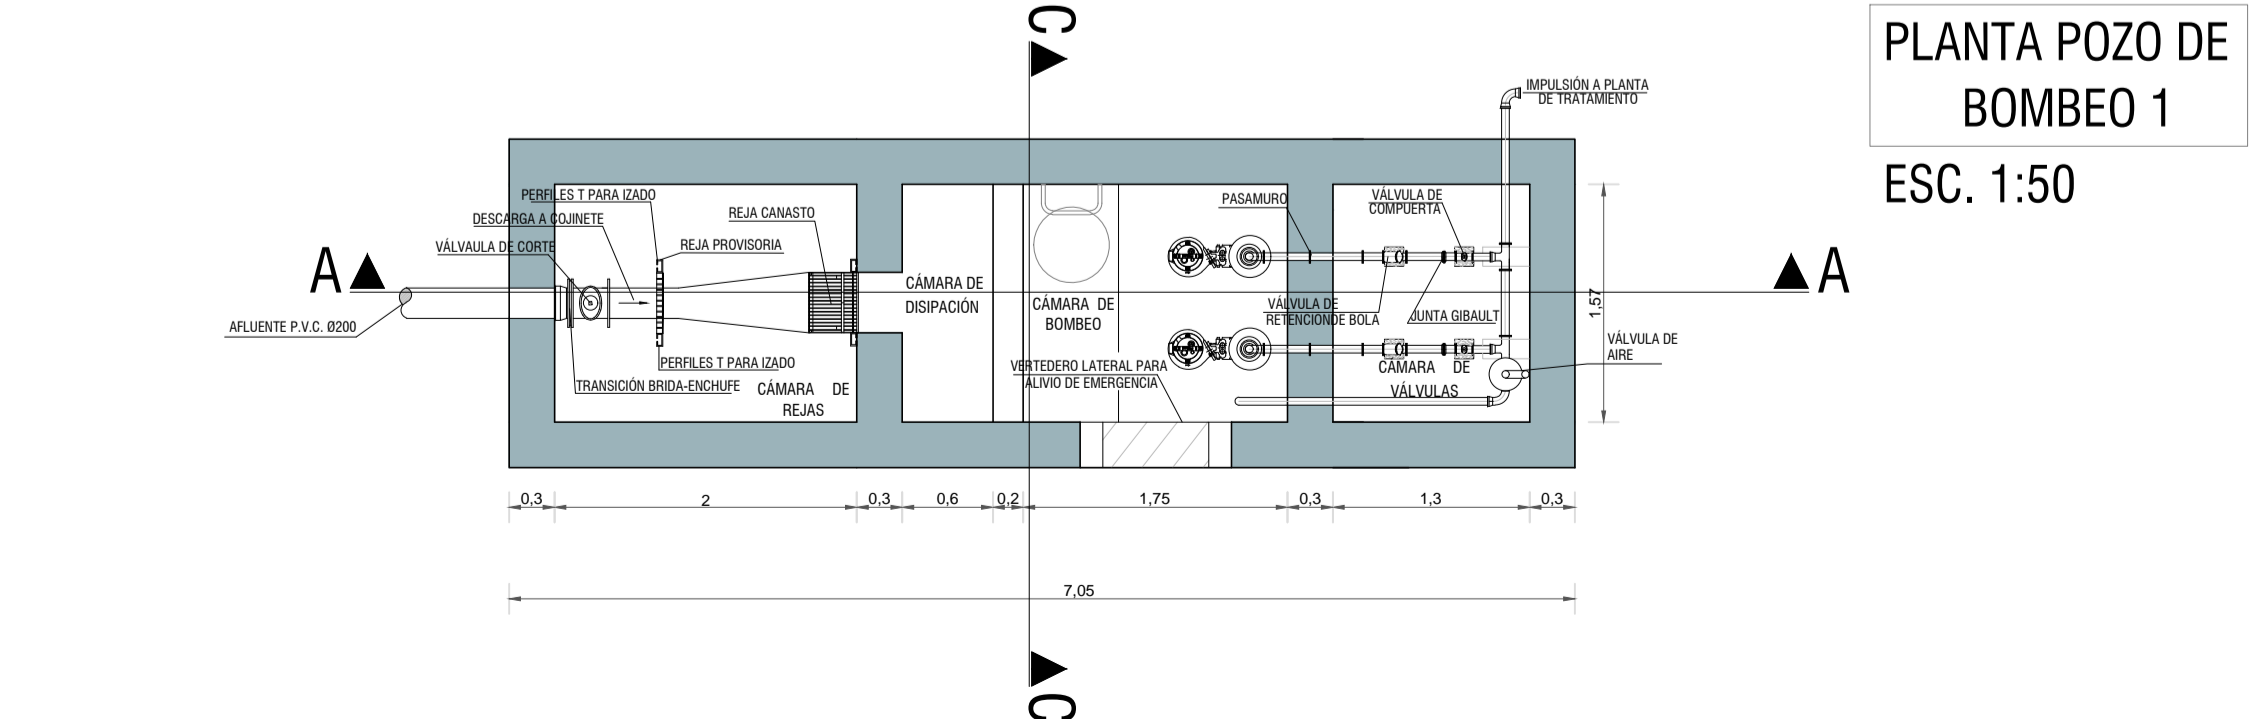 C
PLANTA POZO DE
BOMBEO 1
ESC. 1:50
IMPULSIÓN A PLANTA
DE TRATAMIENTO
PERFILES T PARA IZADO
DESCARGA A COJINETE
VÁLVAULA DE CORTE
REJA CANASTO
REJA PROVISORIA
PASAMURO
VÁLVULA DE
COMPUERTA
A
A
CÁMARA DE
DISIPACIÓN
CÁMARA DE
BOMBEO
VÁLVULA DE
RETENCIONDE BOLA
JUNTA GIBAULT
1,57
AFLUENTE P.V.C. Ø200
VÁLVULA DE
AIRE
PERFILES T PARA IZADO
TRANSICIÓN BRIDA-ENCHUFE
CÁMARA DE
REJAS
VERTEDERO LATERAL PARA
ALIVIO DE EMERGENCIA
CÁMARA DE
VÁLVULAS
0,3
2
0,3
0,6
0,2
1,75
0,3
1,3
0,3
7,05
C